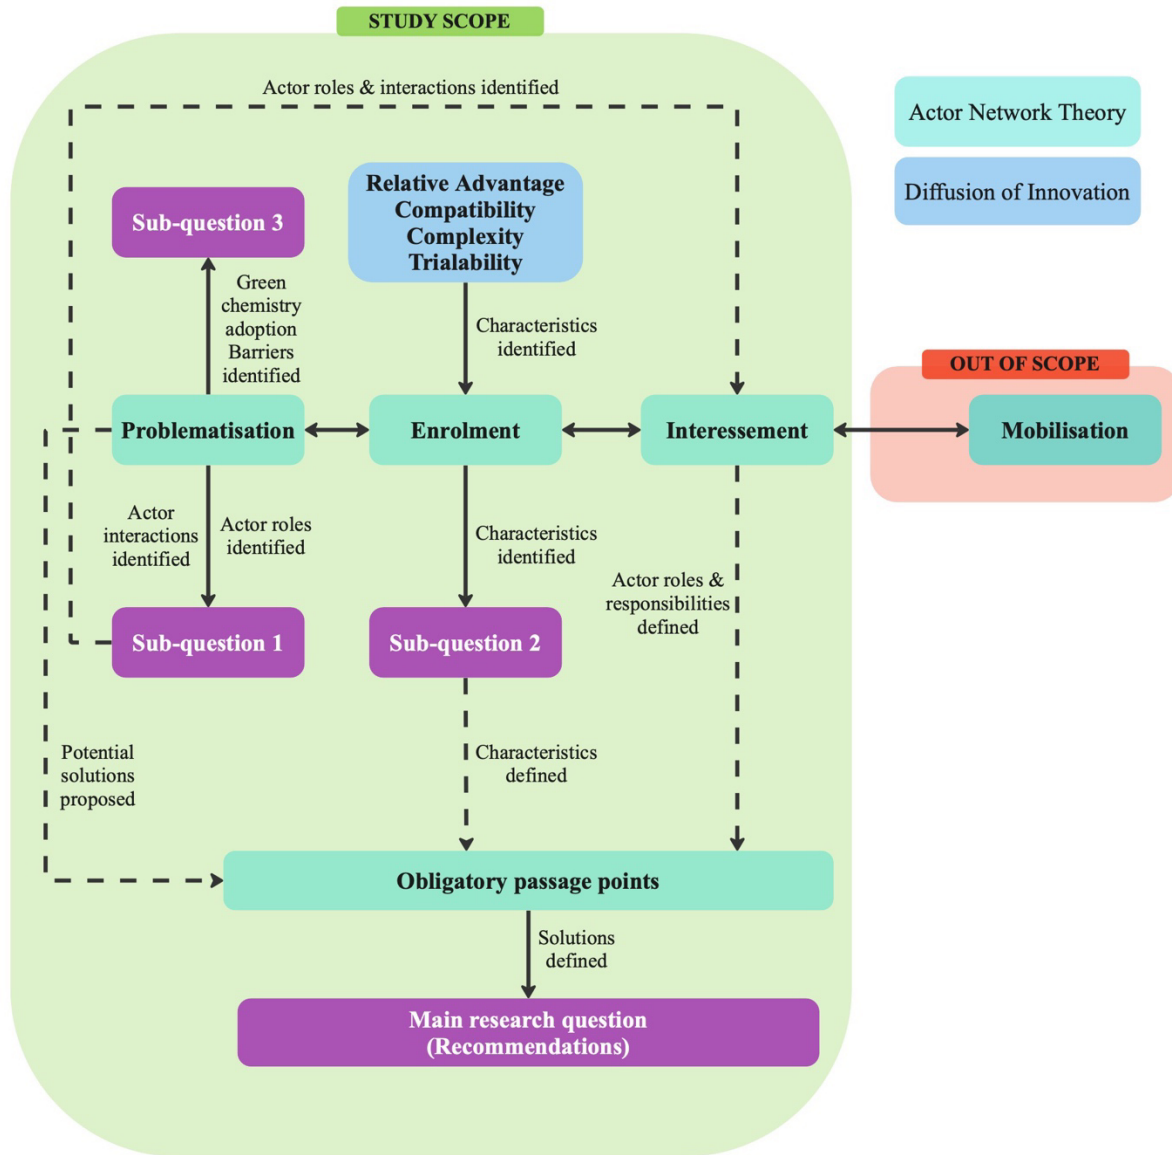 STUDY SCOPE
Actor roles & interactions identified
Actor Network Theory
Diffusion of Innovation
Relative Advantage
Compatibility
Complexity
Trialability
Sub-question 3
Green
chemistry
adoption
Barriers
identified
Characteristics
identified
OUT OF SCOPE
Problematisation
Enrolment
Interessement
Mobilisation
Actor
interactions
identified
Actor roles
identified
Characteristics
identified
Actor roles &
responsibilities
defined
Sub-question 1
Sub-question 2
Potential
solutions
proposed
Characteristics
defined
Obligatory passage points
Solutions
defined
Main research question
(Recommendations)